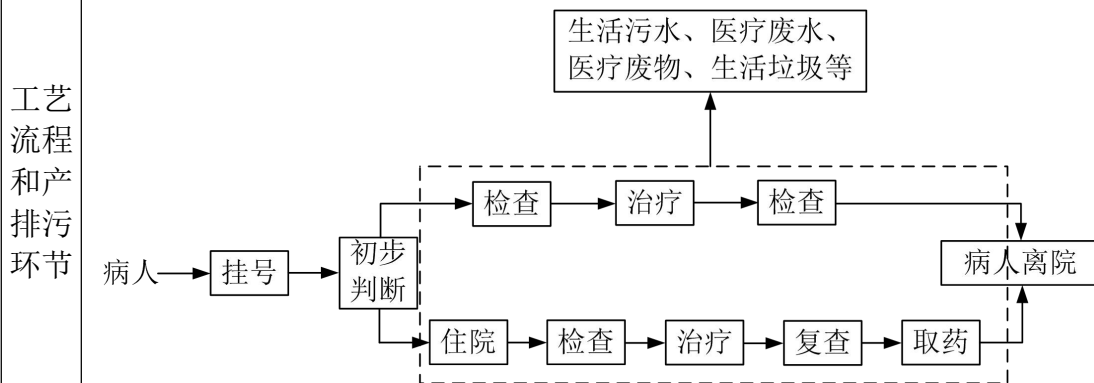 工艺
流程
和产
排污
环节
生活污水、医疗废水、
医疗废物、生活垃圾等
检查
治疗
检查
病人
挂号
初步
判断
病人离院
住院
检查
治疗
复查
取药